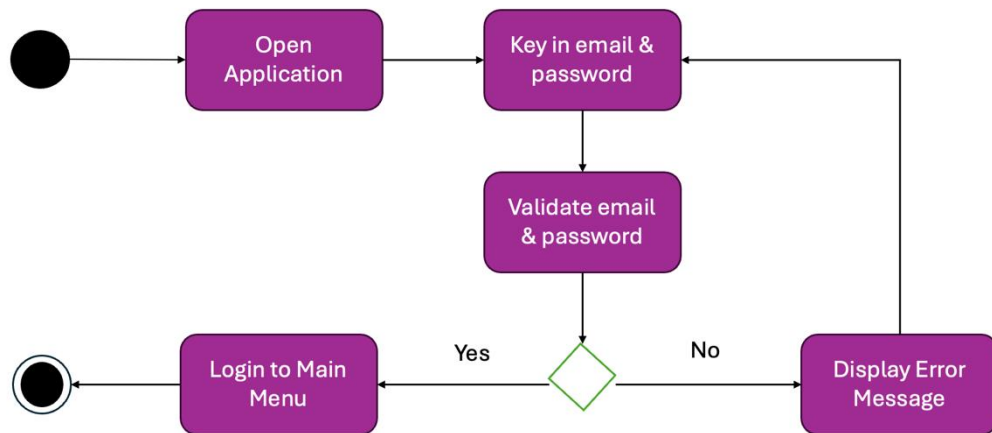 Open
Application
Key in email &
password
Validate email
& password
Yes
No
Login to Main
Menu
Display Error
Message